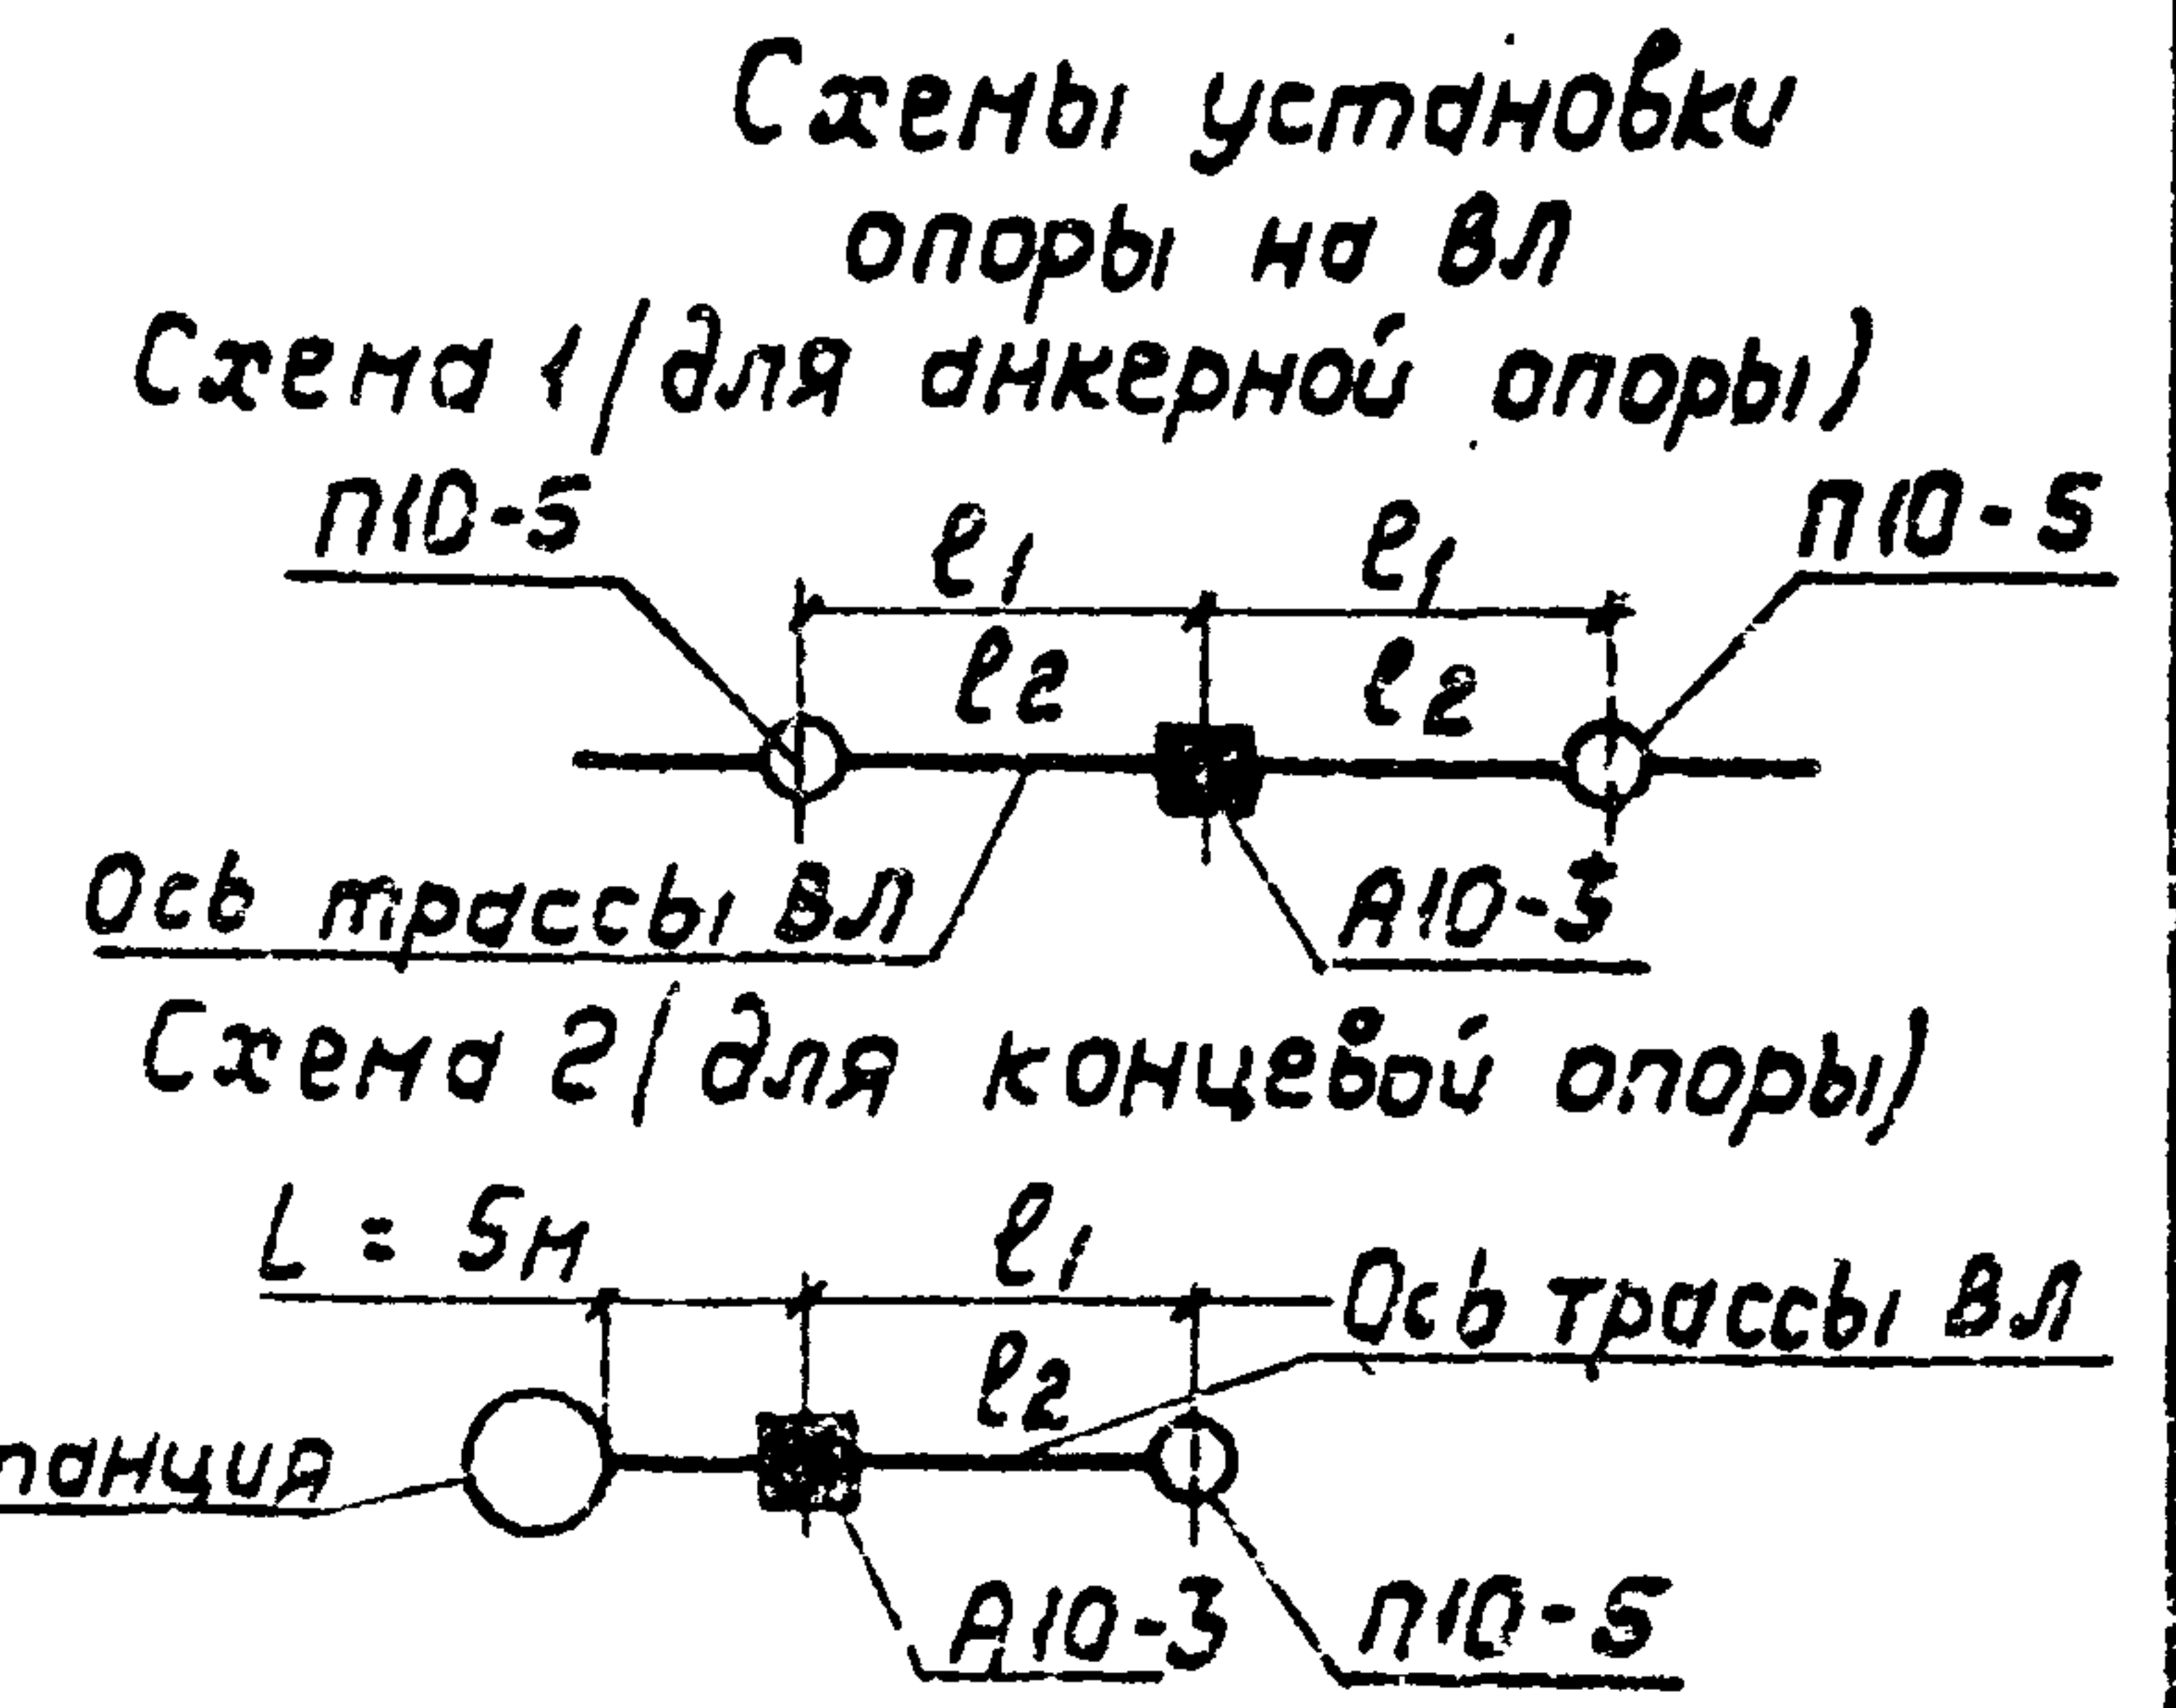 Схемы установки
опоры на ВЛ
Схема 1/для анкерной опоры)
П10-5
l1
l1
П10-5
l2
l2
Ось трассы ВЛ
А10-3
Схема 2/для концевой опоры)
L = 5м
l1
Ось трассы ВЛ
l2
танция
А10-3
П10-5